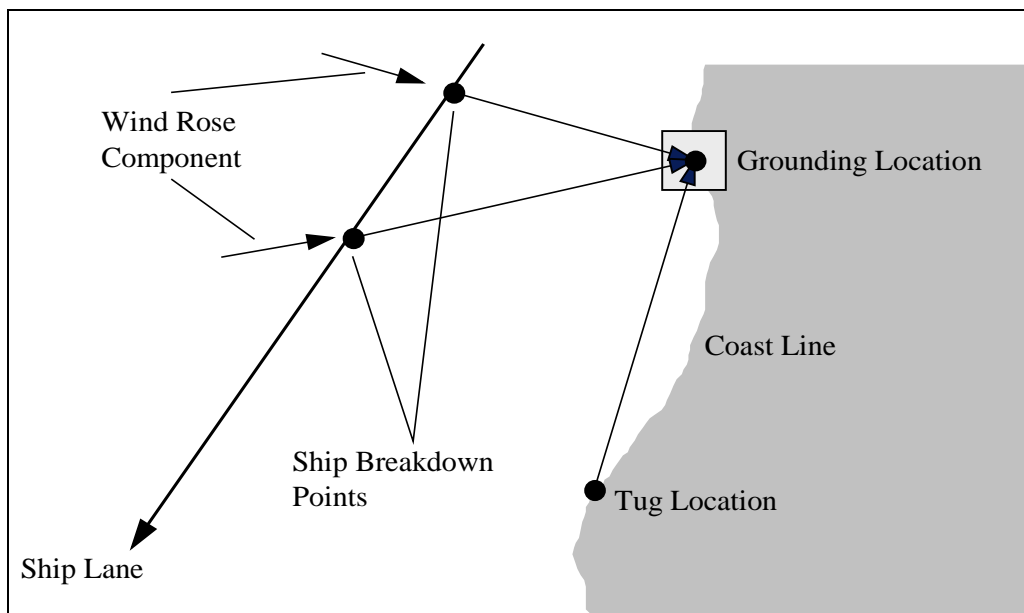 Wind Rose
Component
Grounding Location
Coast Line
Ship Breakdown
Points
Tug Location
Ship Lane